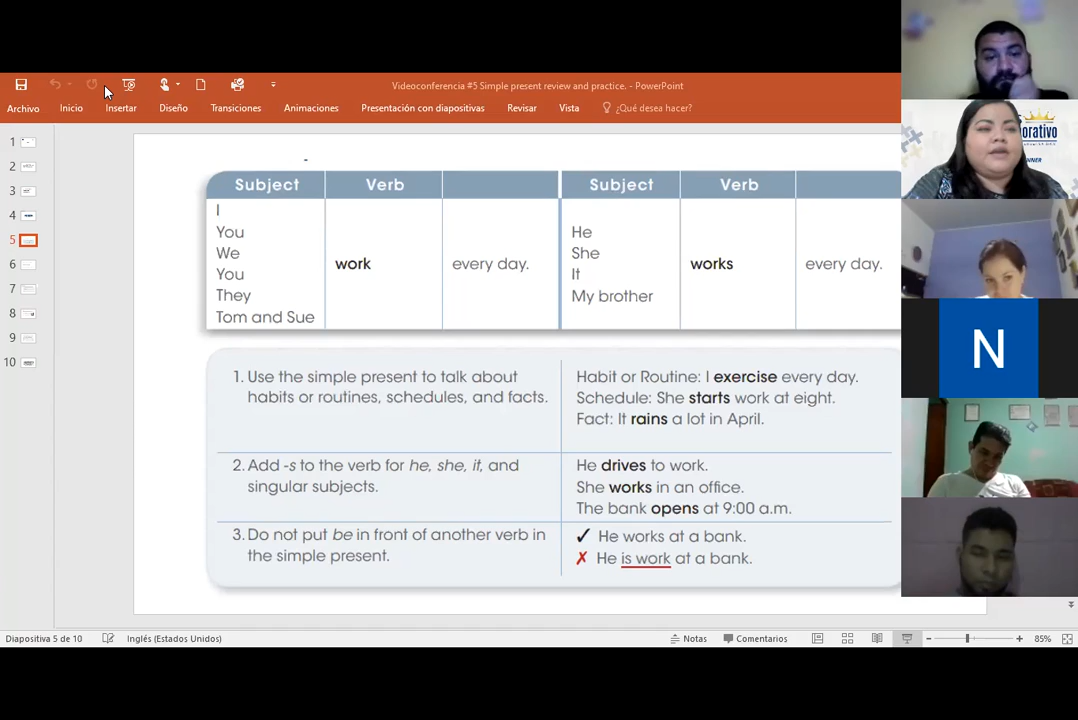 Videoconferencia #5 Simple present review and practice. - PowerPoint
Archivo Inicio Insertar Diseño Transiciones Animaciones Presentación con diapositivas Revisar Vista ¿Qué desea hacer?
1
2
3
4
5
6
7
8
9
10
Subject Verb Subject Verb
I
You
We
You
They
Tom and Sue
work
every day.
He
She
It
My brother
works
every day.
1. Use the simple present to talk about
habits or routines, schedules, and facts.
Habit or Routine: I exercise every day.
Schedule: She starts work at eight.
Fact: It rains a lot in April.
2. Add -s to the verb for he, she, it, and
singular subjects.
He drives to work.
She works in an office.
The bank opens at 9:00 a.m.
3. Do not put be in front of another verb in
the simple present.
✓ He works at a bank.
✗ He is work at a bank.
Diapositiva 5 de 10 Inglés (Estados Unidos) Notas Comentarios 85%
orativo
N